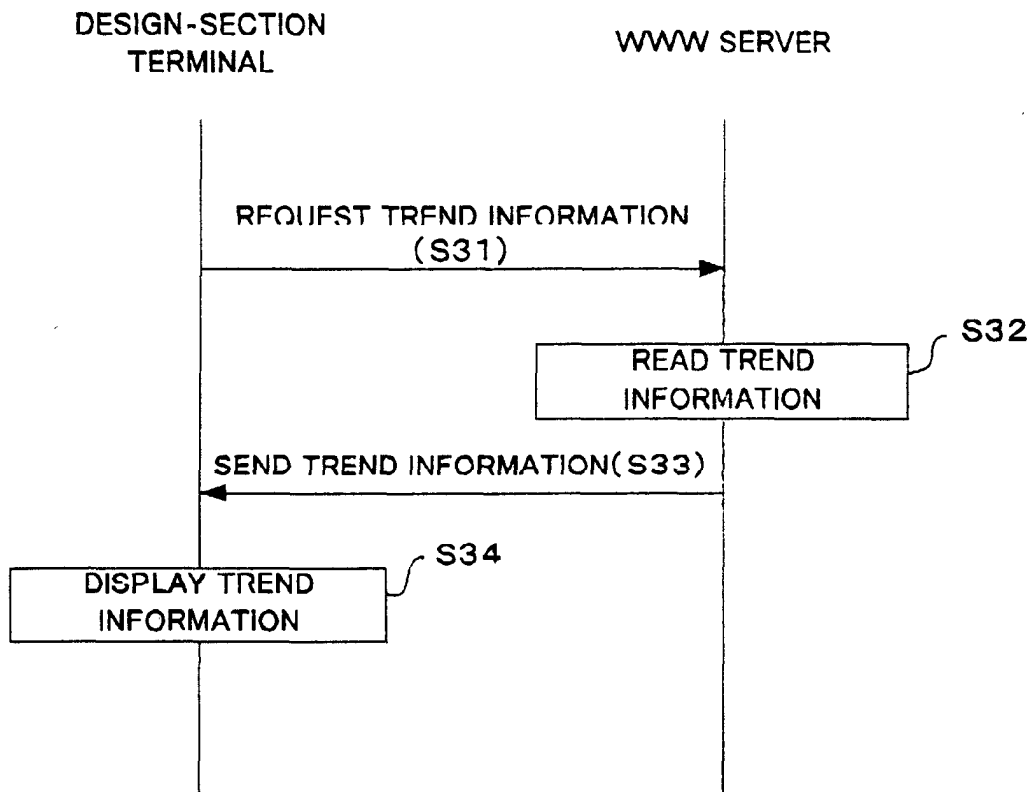 DESIGN-SECTION
TERMINAL
WWW SERVER
REQUEST TREND INFORMATION
(S31)
S32
READ TREND
INFORMATION
SEND TREND INFORMATION(S33)
S34
DISPLAY TREND
INFORMATION